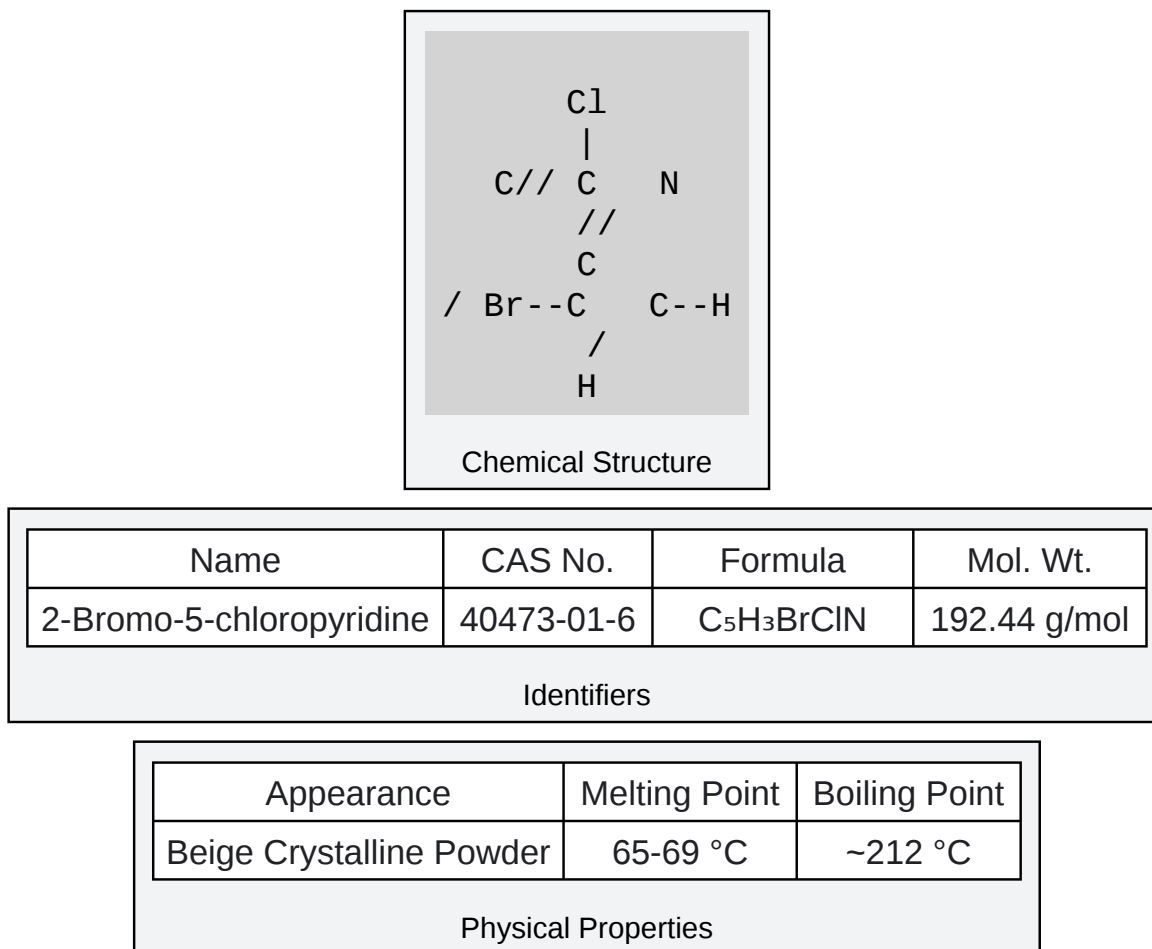 Cl
|
C// C   N
//
C
/ Br--C   C--H
/
H
Chemical Structure
Name CAS No. Formula Mol. Wt.
2-Bromo-5-chloropyridine 40473-01-6 C₅H₃BrClN 192.44 g/mol
Identifiers
Appearance Melting Point Boiling Point
Beige Crystalline Powder 65-69 °C ~212 °C
Physical Properties